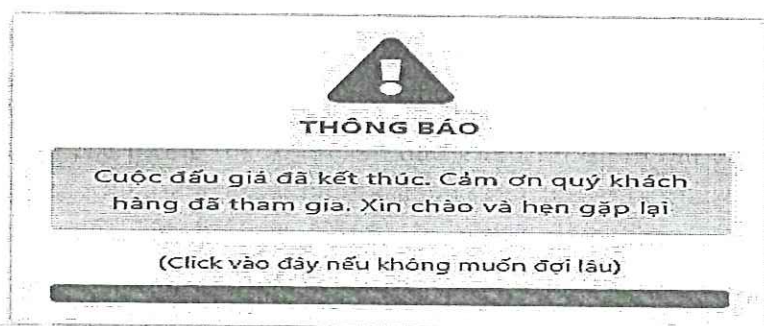 THÔNG BÁO
Cuộc đấu giá đã kết thúc. Cảm ơn quý khách
hàng đã tham gia. Xin chào và hẹn gặp lại
(Click vào đây nếu không muốn đợi lâu)